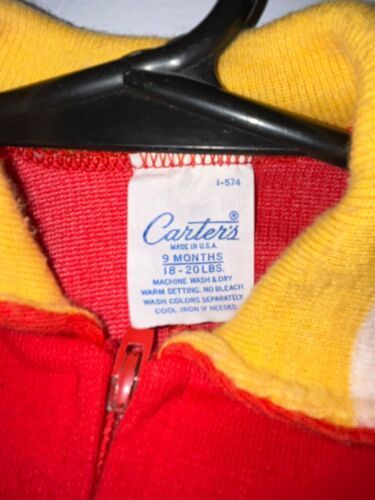 1-574
Carter's®
MADE IN U.S.A.
9 MONTHS
18-20 LBS.
MACHINE WASH & DRY
WARM SETTING. NO BLEACH
WASH COLORS SEPARATELY
COOL IRON IF NEEDED